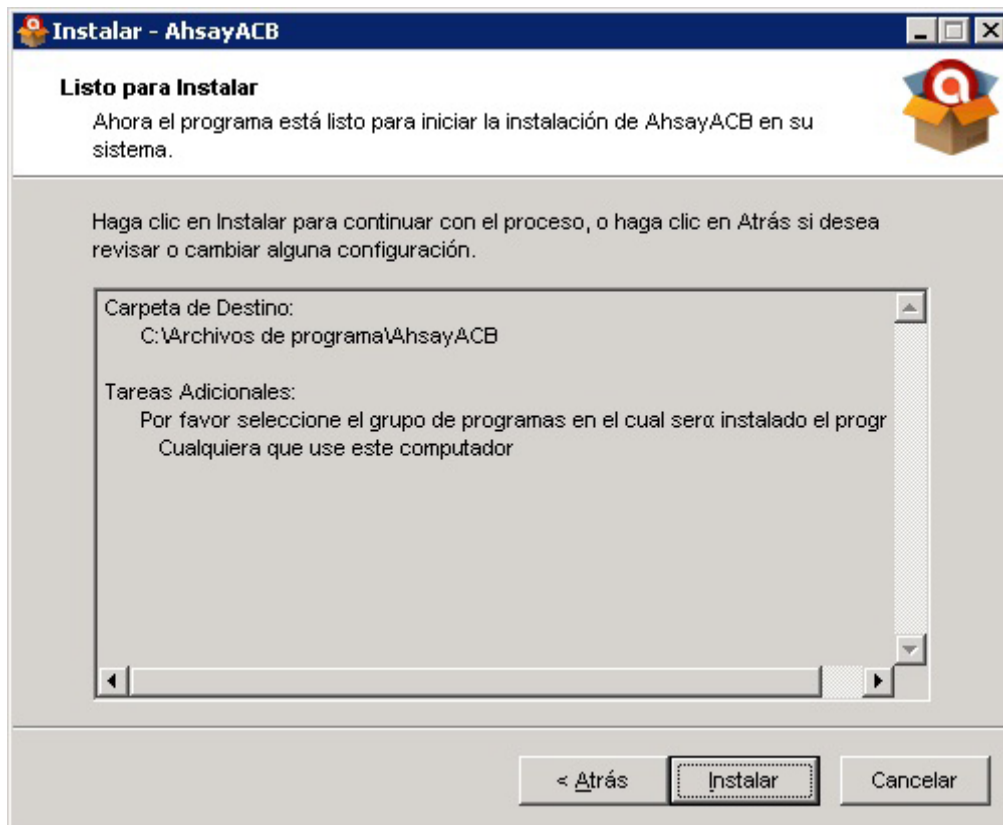 Instalar - AhsayACB
Listo para Instalar
Ahora el programa está listo para iniciar la instalación de AhsayACB en su
sistema.
Haga clic en Instalar para continuar con el proceso, o haga clic en Atrás si desea
revisar o cambiar alguna configuración.
Carpeta de Destino:
C:\Archivos de programa\AhsayACB
Tareas Adicionales:
Por favor seleccione el grupo de programas en el cual serα instalado el progr
Cualquiera que use este computador
< Atrás
Instalar
Cancelar